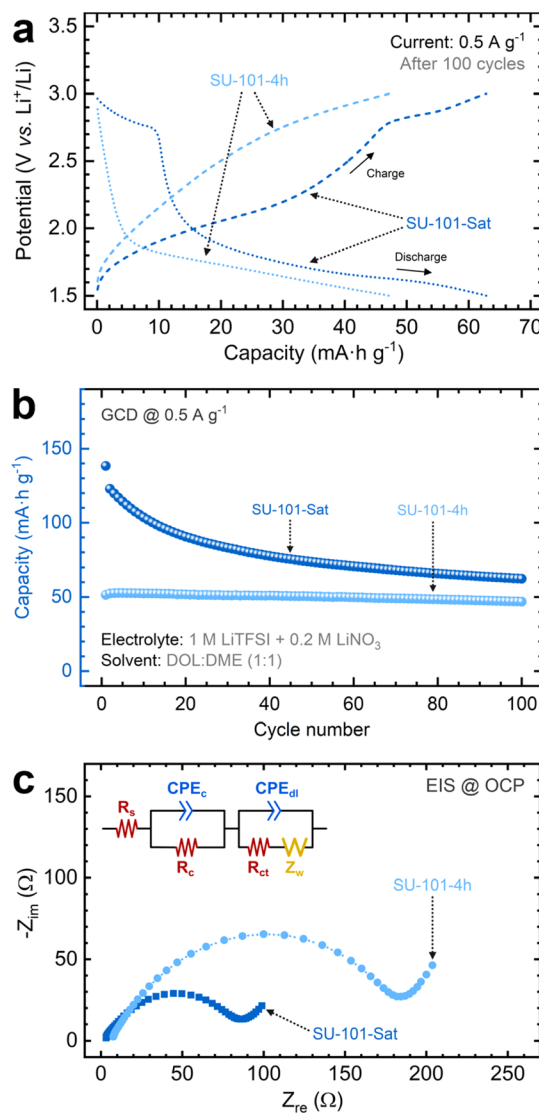 a
Current: 0.5 A g⁻¹
After 100 cycles
SU-101-4h
Charge
SU-101-Sat
Discharge
Potential (V vs. Li⁺/Li)
3.5
3.0
2.5
2.0
1.5
0 10 20 30 40 50 60 70
Capacity (mA·h g⁻¹)
b
GCD @ 0.5 A g⁻¹
SU-101-Sat
SU-101-4h
Capacity (mA·h g⁻¹)
150
100
50
0
Electrolyte: 1 M LiTFSI + 0.2 M LiNO₃
Solvent: DOL:DME (1:1)
0 20 40 60 80 100
Cycle number
c
EIS @ OCP
CPEc
CPEdl
Rs
Rc
Rct
Zw
SU-101-4h
SU-101-Sat
-Zim (Ω)
150
100
50
0
0 50 100 150 200 250
Zre (Ω)